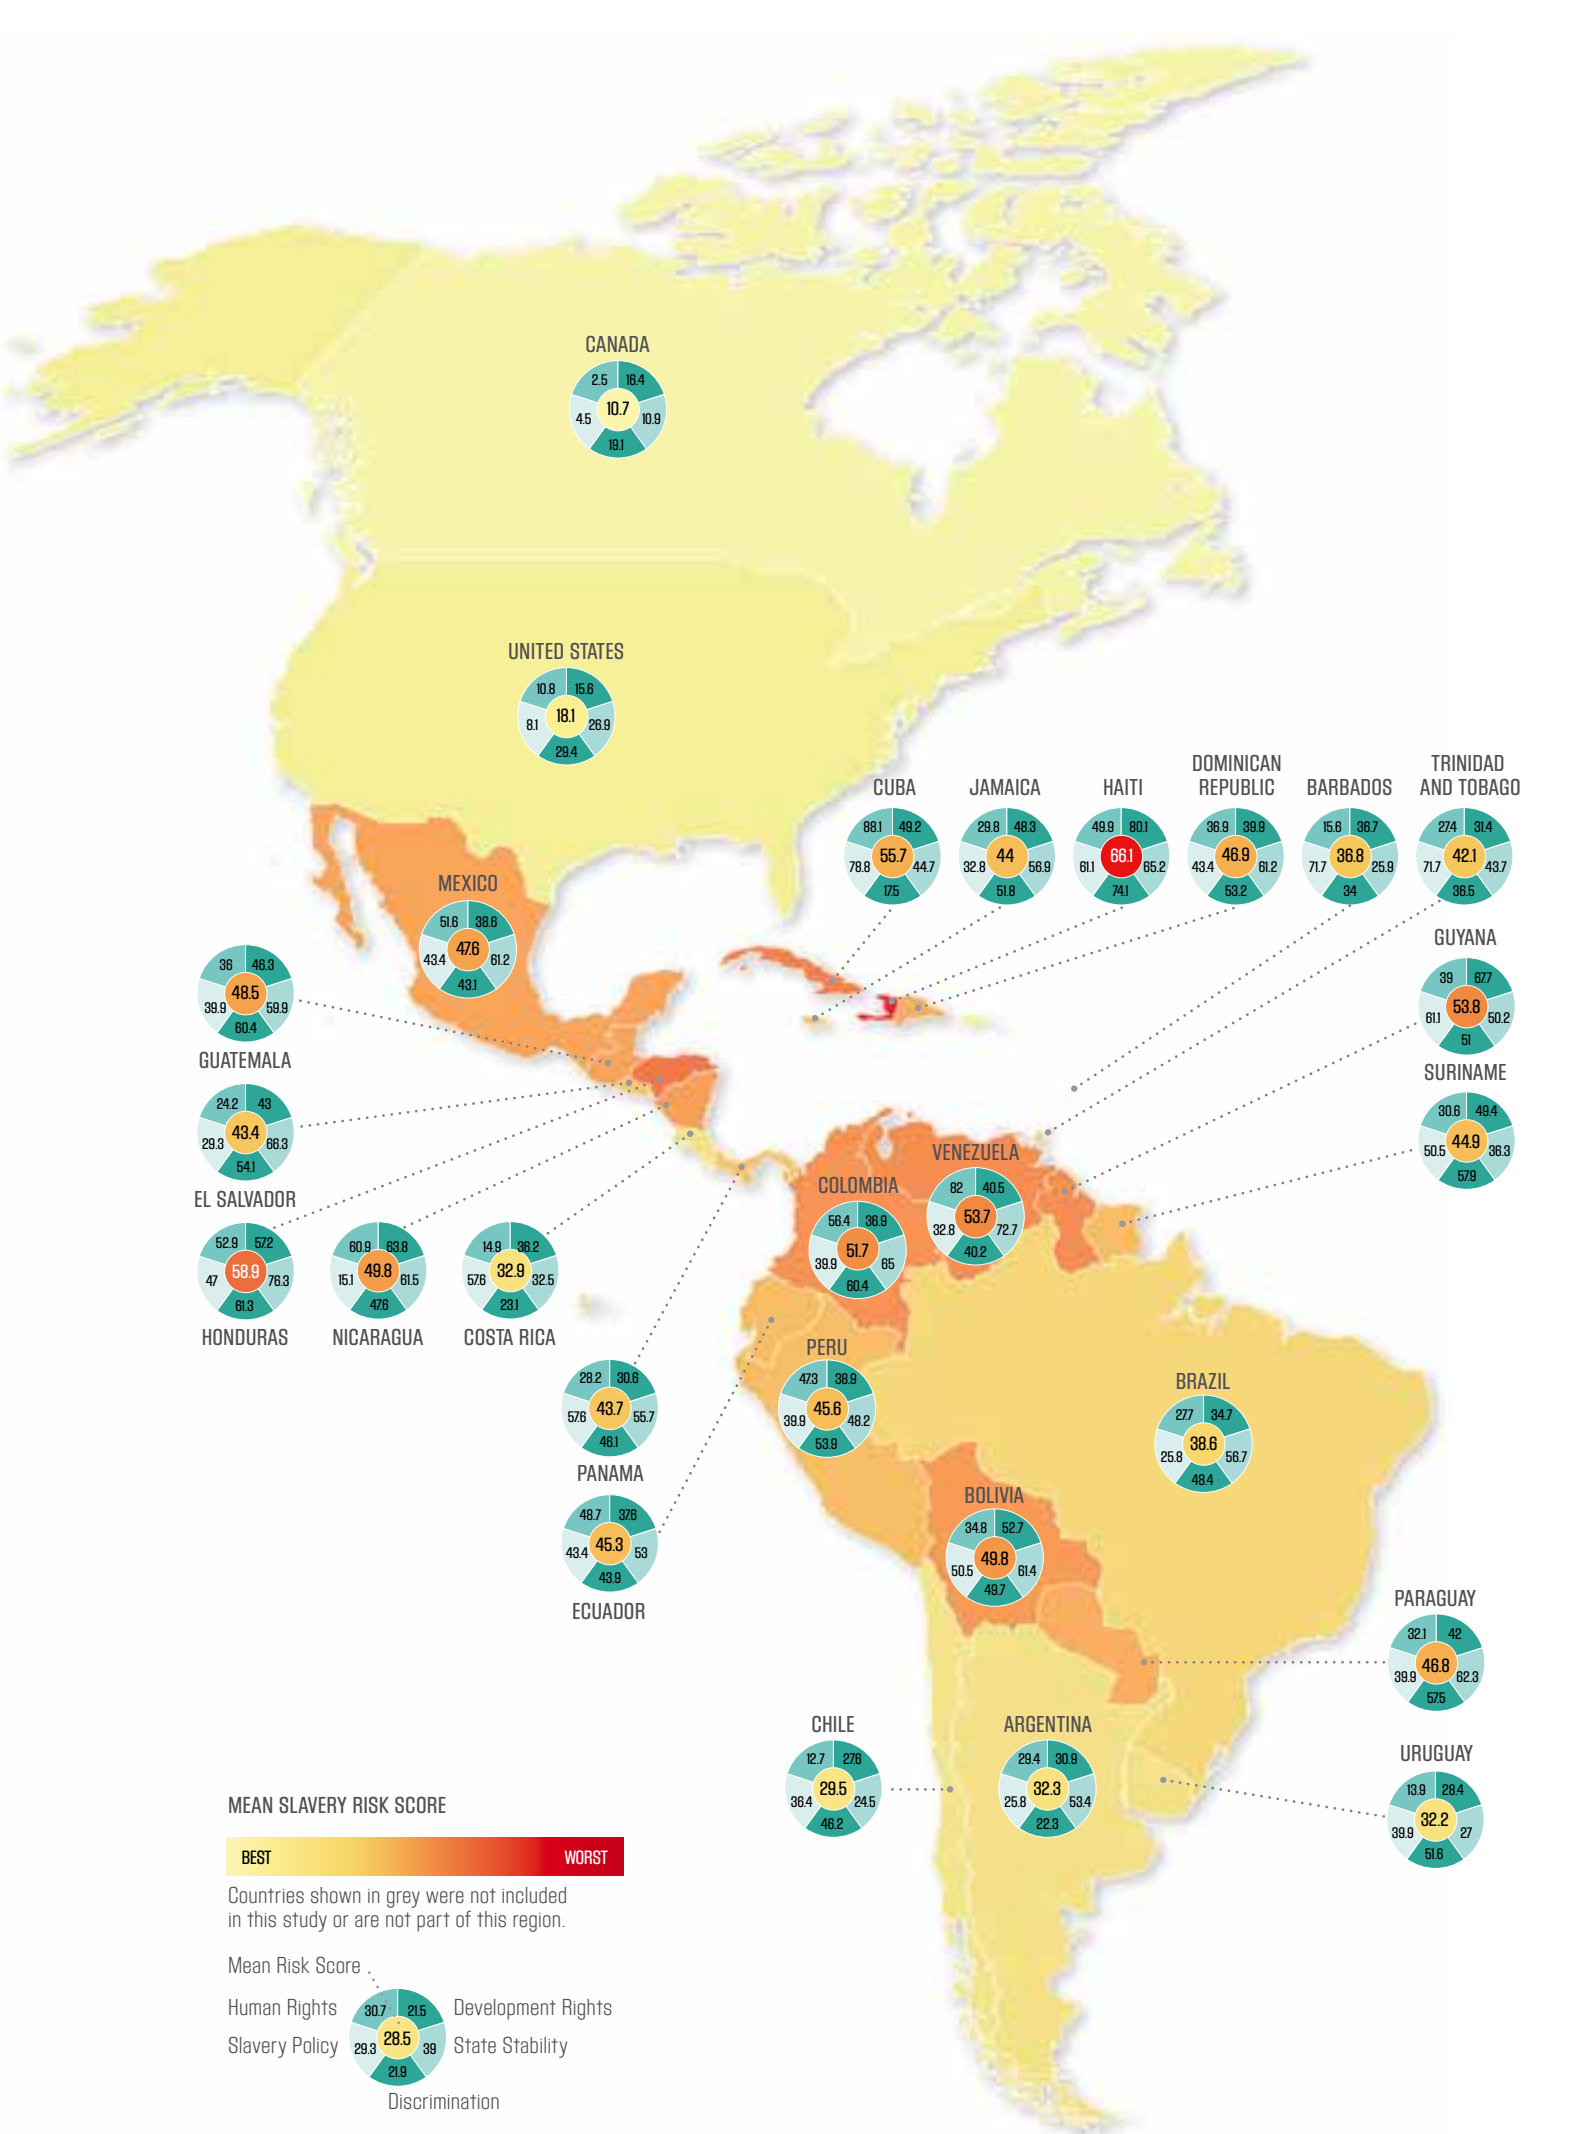 CANADA
2.5 16.4
4.5 10.7 10.9
19.1
UNITED STATES
10.8 15.6
8.1 18.1 26.9
29.4
CUBA
88.1 49.2
78.8 55.7 44.7
17.5
JAMAICA
29.8 48.3
32.8 44 56.9
51.8
HAITI
49.9 80.1
61.1 66.1 65.2
74.1
DOMINICAN
REPUBLIC
36.9 39.9
43.4 46.9 61.2
53.2
BARBADOS
15.6 36.7
71.7 36.8 25.9
34
TRINIDAD
AND TOBAGO
27.4 31.4
71.7 42.1 43.7
36.5
MEXICO
51.6 38.6
43.4 47.6 61.2
43.1
GUYANA
39 67.7
61.1 53.8 50.2
51
36 46.3
39.9 48.5 59.9
60.4
GUATEMALA
SURINAME
30.6 49.4
50.5 44.9 36.3
57.9
24.2 43
29.3 43.4 66.3
54.1
EL SALVADOR
VENEZUELA
82 40.5
32.8 53.7 72.7
40.2
COLOMBIA
56.4 36.9
39.9 51.7 65
60.4
52.9 57.2
47 58.9 76.3
61.3
HONDURAS
60.9 63.8
15.1 49.8 61.5
47.6
NICARAGUA
14.9 36.2
57.6 32.9 32.5
23.1
COSTA RICA
28.2 30.6
57.6 43.7 55.7
46.1
PANAMA
PERU
47.3 38.9
39.9 45.6 48.2
53.9
BRAZIL
27.7 34.7
25.8 38.6 56.7
48.4
48.7 37.6
43.4 45.3 53
43.9
ECUADOR
BOLIVIA
34.8 52.7
50.5 49.8 61.4
49.7
PARAGUAY
32.1 42
39.9 46.8 62.3
57.5
CHILE
12.7 27.6
36.4 29.5 24.5
46.2
ARGENTINA
29.4 30.9
25.8 32.3 53.4
22.3
URUGUAY
13.9 28.4
39.9 32.2 27
51.6
MEAN SLAVERY RISK SCORE
BEST WORST
Countries shown in grey were not included
in this study or are not part of this region.
Mean Risk Score
Human Rights 30.7 21.5 Development Rights
Slavery Policy 29.3 28.5 39 State Stability
21.9
Discrimination